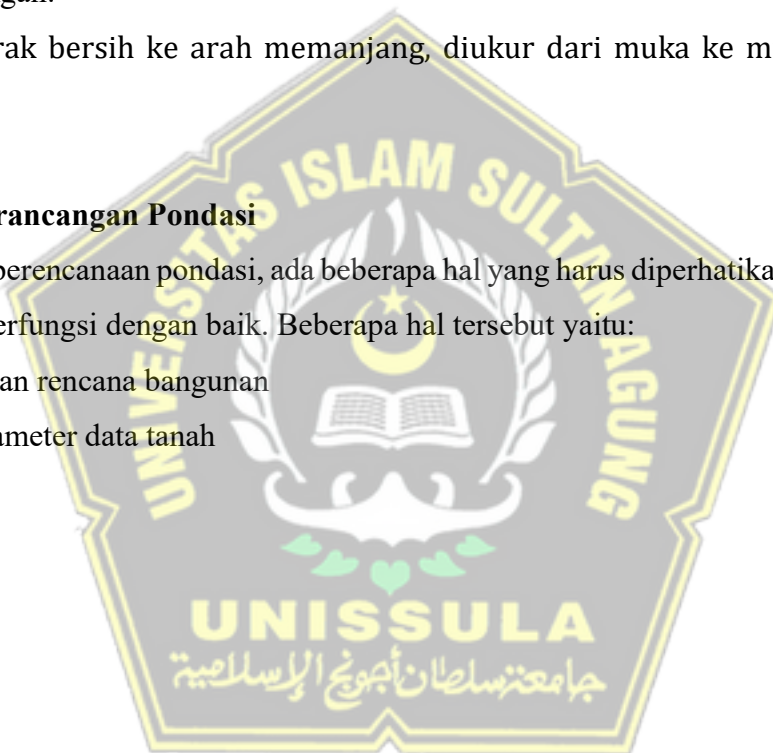 ngan.
rak bersih ke arah memanjang, diukur dari muka ke m
rancangan Pondasi
perencanaan pondasi, ada beberapa hal yang harus diperhatika
erfungsi dengan baik. Beberapa hal tersebut yaitu:
an rencana bangunan
ameter data tanah
UNIVERSITAS ISLAM SULTAN AGUNG
UNISSULA
جامعة سلطان أجونج الإسلامية